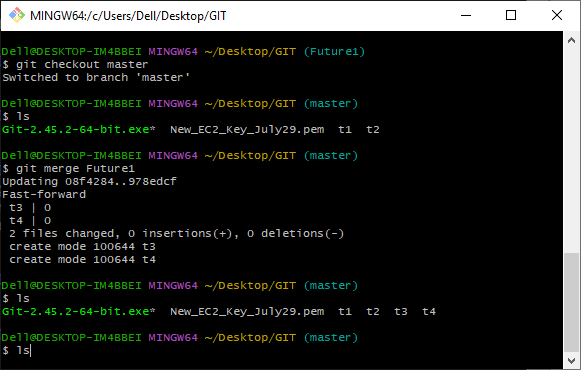 MINGW64:/c/Users/Dell/Desktop/GIT
Dell@DESKTOP-IM4BBEI MINGW64 ~/Desktop/GIT (Future1)
$ git checkout master
Switched to branch 'master'
Dell@DESKTOP-IM4BBEI MINGW64 ~/Desktop/GIT (master)
$ ls
Git-2.45.2-64-bit.exe*  New_EC2_Key_July29.pem  t1  t2
Dell@DESKTOP-IM4BBEI MINGW64 ~/Desktop/GIT (master)
$ git merge Future1
Updating 08f4284..978edcf
Fast-forward
 t3 | 0
 t4 | 0
 2 files changed, 0 insertions(+), 0 deletions(-)
 create mode 100644 t3
 create mode 100644 t4
Dell@DESKTOP-IM4BBEI MINGW64 ~/Desktop/GIT (master)
$ ls
Git-2.45.2-64-bit.exe*  New_EC2_Key_July29.pem  t1  t2  t3  t4
Dell@DESKTOP-IM4BBEI MINGW64 ~/Desktop/GIT (master)
$ ls